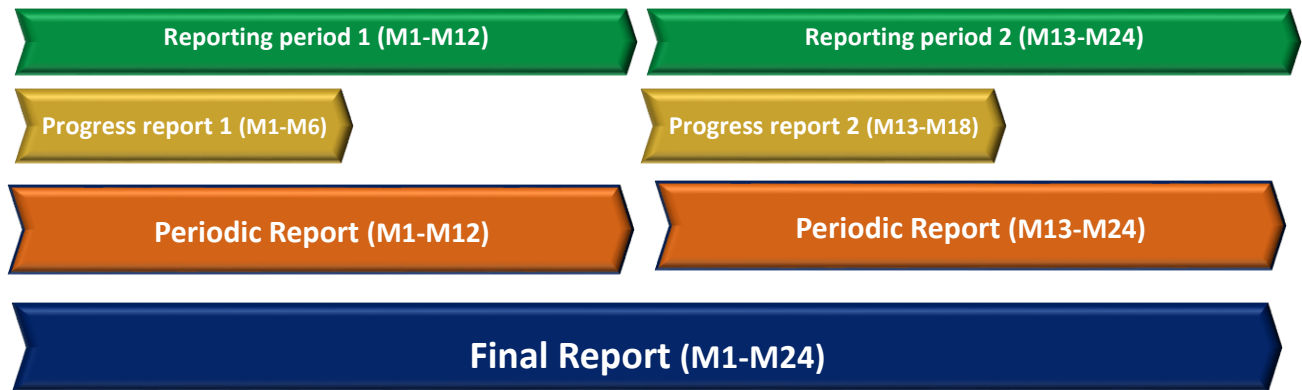 Reporting period 1 (M1-M12)
Reporting period 2 (M13-M24)
Progress report 1 (M1-M6)
Progress report 2 (M13-M18)
Periodic Report (M1-M12)
Periodic Report (M13-M24)
Final Report (M1-M24)